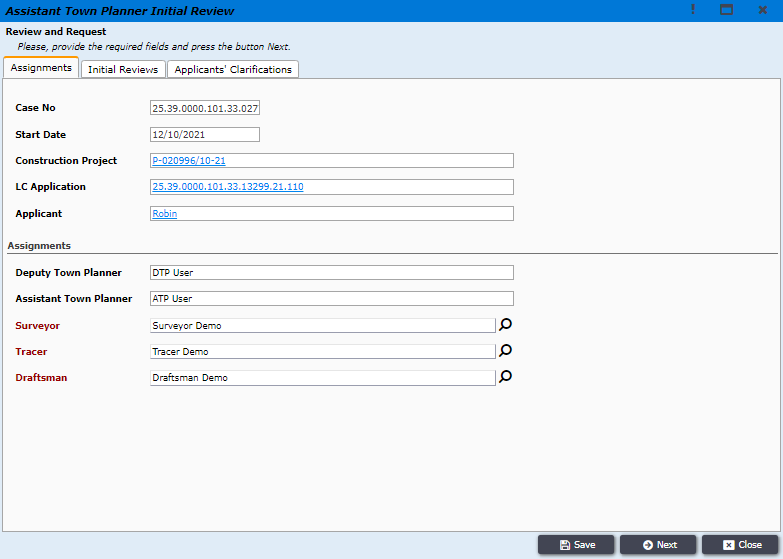 Assistant Town Planner Initial Review
Review and Request
Please, provide the required fields and press the button Next.
Assignments Initial Reviews Applicants' Clarifications
Case No 25.39.0000.101.33.027
Start Date 12/10/2021
Construction Project P-020996/10-21
LC Application 25.39.0000.101.33.13299.21.110
Applicant Robin
Assignments
Deputy Town Planner DTP User
Assistant Town Planner ATP User
Surveyor Surveyor Demo
Tracer Tracer Demo
Draftsman Draftsman Demo
Save Next Close